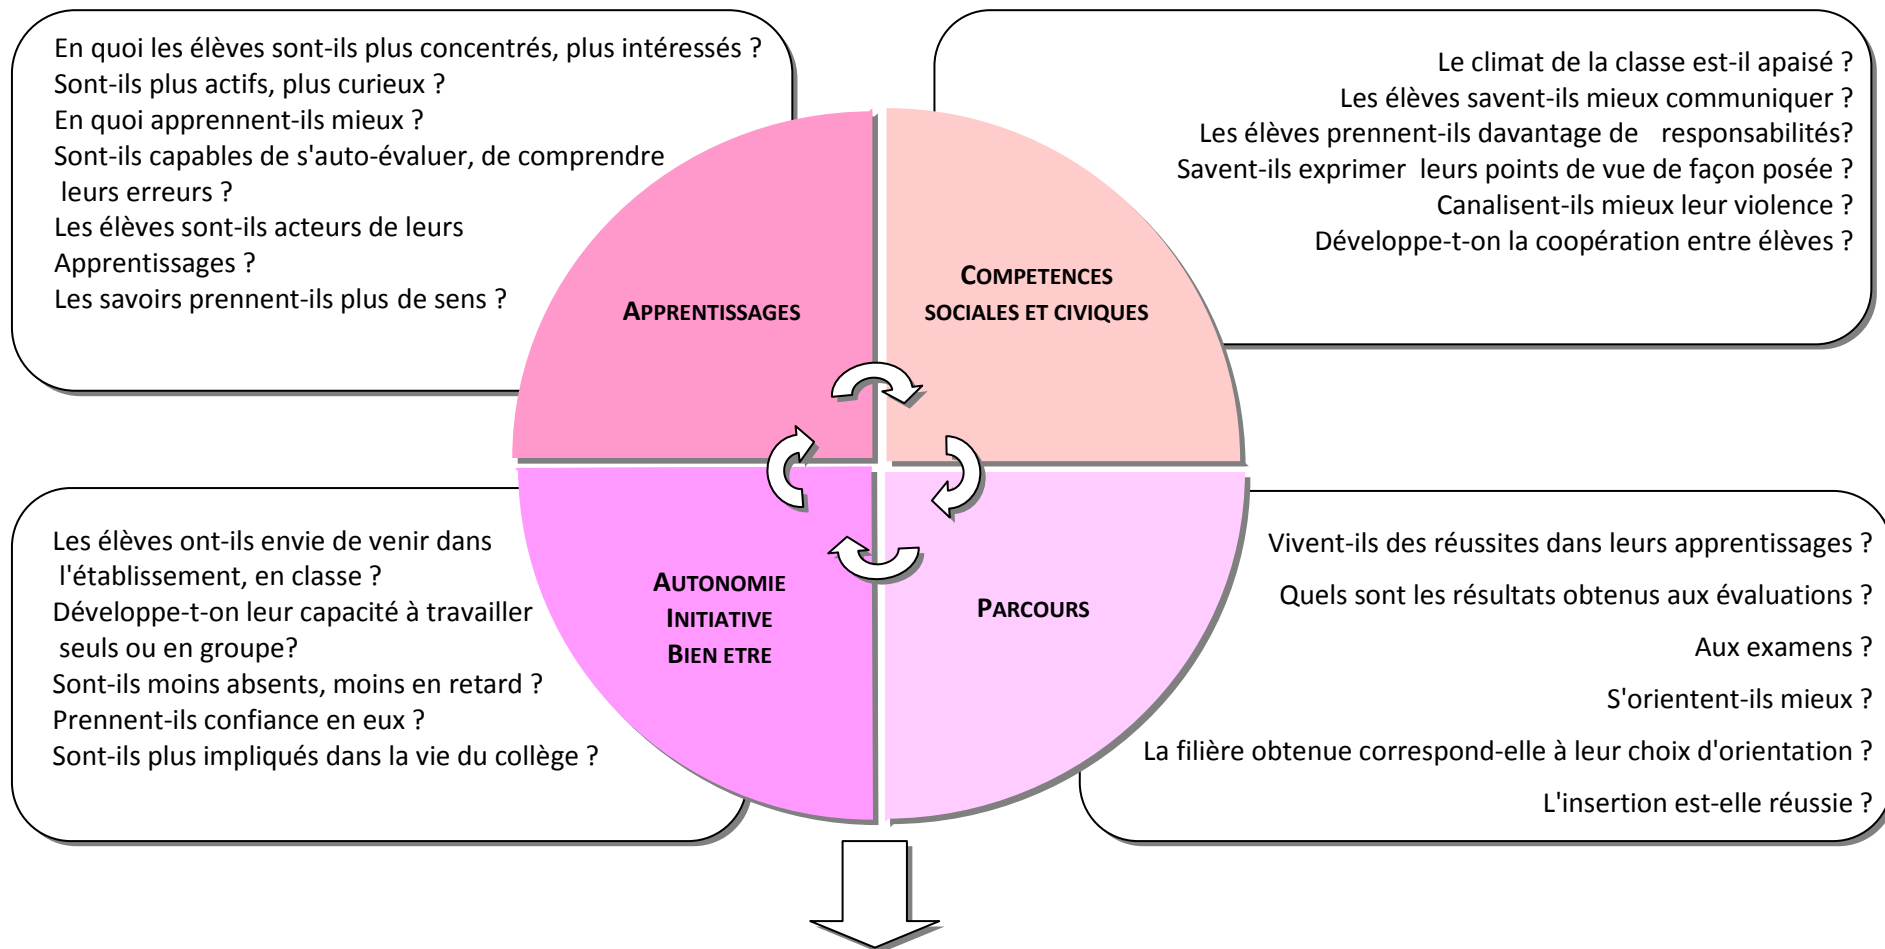 En quoi les élèves sont-ils plus concentrés, plus intéressés ?
Sont-ils plus actifs, plus curieux ?
En quoi apprennent-ils mieux ?
Sont-ils capables de s'auto-évaluer, de comprendre
leurs erreurs ?
Les élèves sont-ils acteurs de leurs
Apprentissages ?
Les savoirs prennent-ils plus de sens ?
Le climat de la classe est-il apaisé ?
Les élèves savent-ils mieux communiquer ?
Les élèves prennent-ils davantage de responsabilités?
Savent-ils exprimer leurs points de vue de façon posée ?
Canalisent-ils mieux leur violence ?
Développe-t-on la coopération entre élèves ?
APPRENTISSAGES
COMPETENCES
SOCIALES ET CIVIQUES
Les élèves ont-ils envie de venir dans
l'établissement, en classe ?
Développe-t-on leur capacité à travailler
seuls ou en groupe?
Sont-ils moins absents, moins en retard ?
Prennent-ils confiance en eux ?
Sont-ils plus impliqués dans la vie du collège ?
AUTONOMIE
INITIATIVE
BIEN ETRE
PARCOURS
Vivent-ils des réussites dans leurs apprentissages ?
Quels sont les résultats obtenus aux évaluations ?
Aux examens ?
S'orientent-ils mieux ?
La filière obtenue correspond-elle à leur choix d'orientation ?
L'insertion est-elle réussie ?